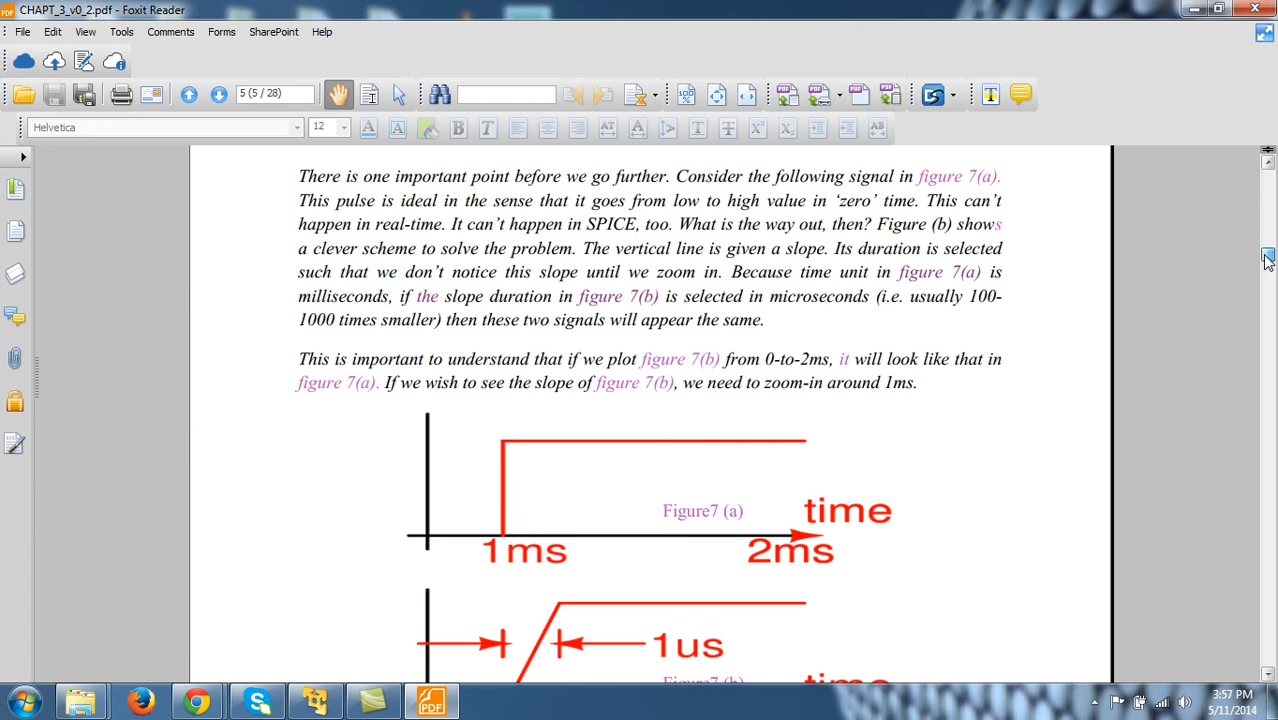 CHAPT_3_v0_2.pdf - Foxit Reader
File Edit View Tools Comments Forms SharePoint Help
5 (5 / 28)
Helvetica 12
There is one important point before we go further. Consider the following signal in figure 7(a).
This pulse is ideal in the sense that it goes from low to high value in ‘zero’ time. This can’t
happen in real-time. It can’t happen in SPICE, too. What is the way out, then? Figure (b) shows
a clever scheme to solve the problem. The vertical line is given a slope. Its duration is selected
such that we don’t notice this slope until we zoom in. Because time unit in figure 7(a) is
milliseconds, if the slope duration in figure 7(b) is selected in microseconds (i.e. usually 100-
1000 times smaller) then these two signals will appear the same.
This is important to understand that if we plot figure 7(b) from 0-to-2ms, it will look like that in
figure 7(a). If we wish to see the slope of figure 7(b), we need to zoom-in around 1ms.
Figure7 (a)
time
1ms
2ms
1us
Figure7 (b)
time
3:57 PM
5/11/2014